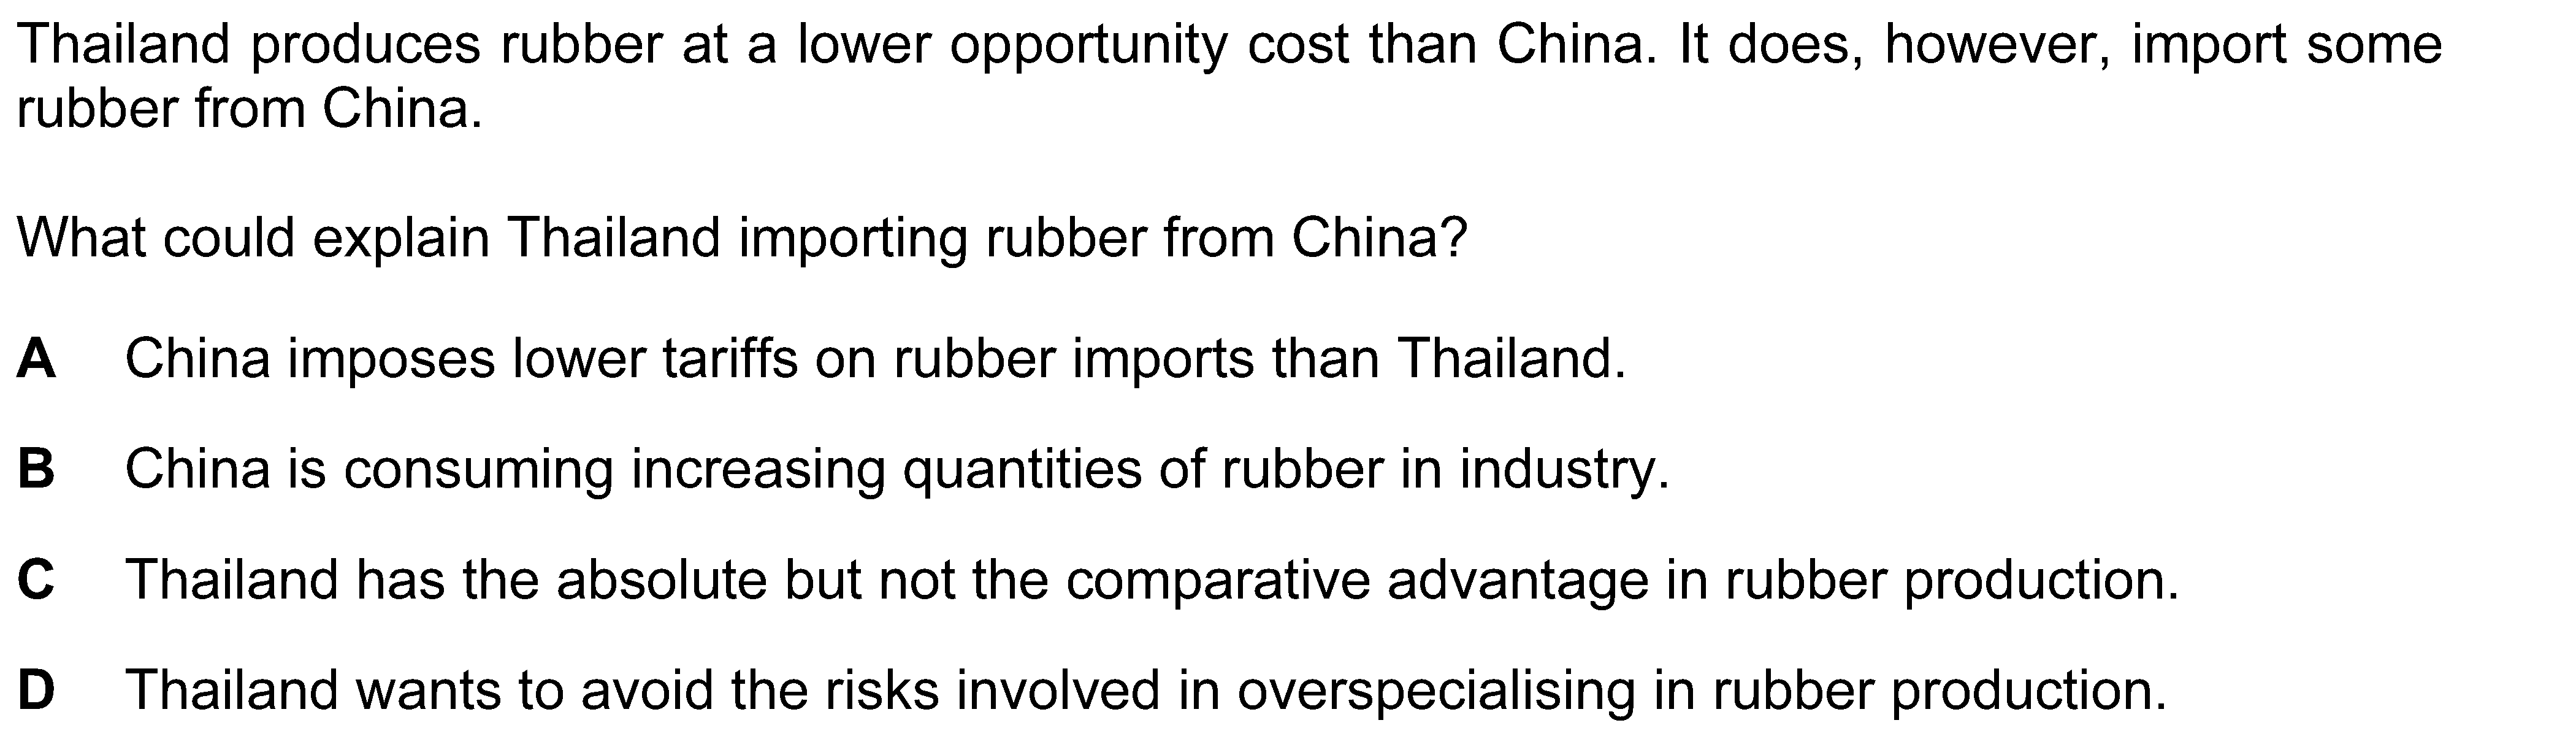 Thailand produces rubber at a lower opportunity cost than China. It does, however, import some
rubber from China.
What could explain Thailand importing rubber from China?
A China imposes lower tariffs on rubber imports than Thailand.
B China is consuming increasing quantities of rubber in industry.
C Thailand has the absolute but not the comparative advantage in rubber production.
D Thailand wants to avoid the risks involved in overspecialising in rubber production.